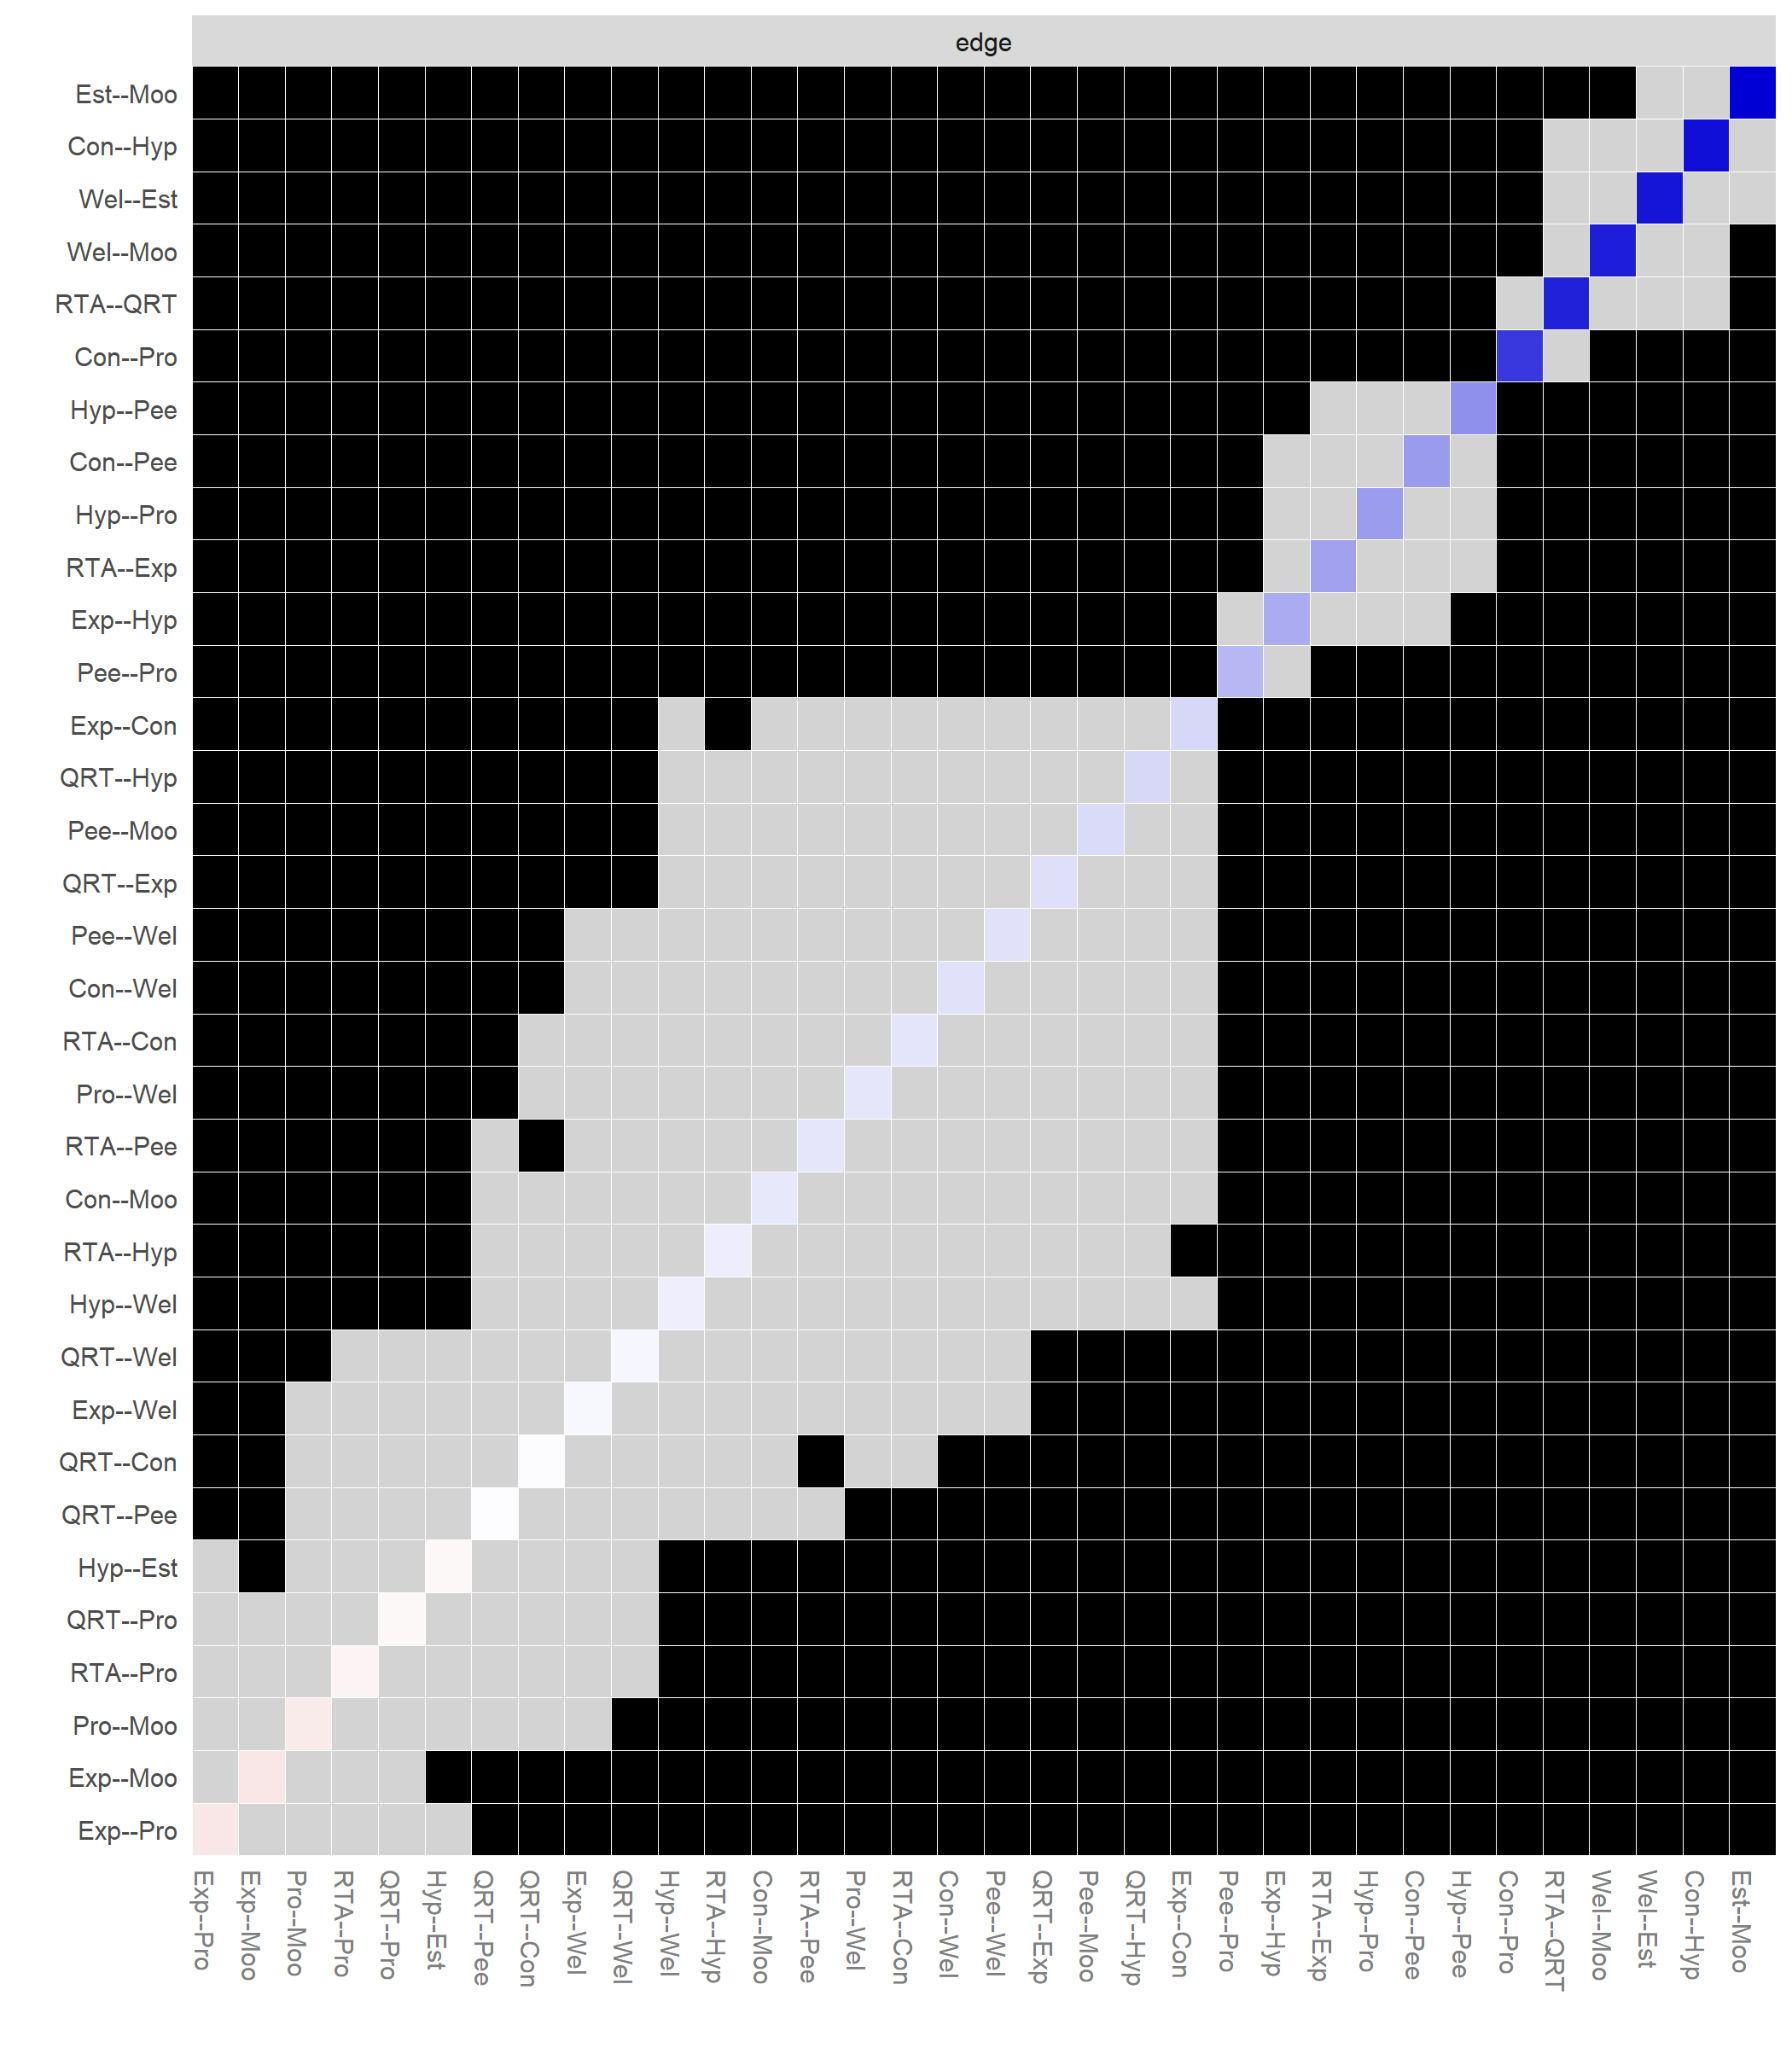 edge
Est--Moo
Con--Hyp
Wel--Est
Wel--Moo
RTA--QRT
Con--Pro
Hyp--Pee
Con--Pee
Hyp--Pro
RTA--Exp
Exp--Hyp
Pee--Pro
Exp--Con
QRT--Hyp
Pee--Moo
QRT--Exp
Pee--Wel
Con--Wel
RTA--Con
Pro--Wel
RTA--Pee
Con--Moo
RTA--Hyp
Hyp--Wel
QRT--Wel
Exp--Wel
QRT--Con
QRT--Pee
Hyp--Est
QRT--Pro
RTA--Pro
Pro--Moo
Exp--Moo
Exp--Pro
Exp--Pro
Exp--Moo
Pro--Moo
RTA--Pro
QRT--Pro
Hyp--Est
QRT--Pee
QRT--Con
Exp--Wel
QRT--Wel
Hyp--Wel
RTA--Hyp
Con--Moo
RTA--Pee
Pro--Wel
RTA--Con
Con--Wel
Pee--Wel
QRT--Exp
Pee--Moo
QRT--Hyp
Exp--Con
Pee--Pro
Exp--Hyp
RTA--Exp
Hyp--Pro
Con--Pee
Hyp--Pee
Con--Pro
RTA--QRT
Wel--Moo
Wel--Est
Con--Hyp
Est--Moo